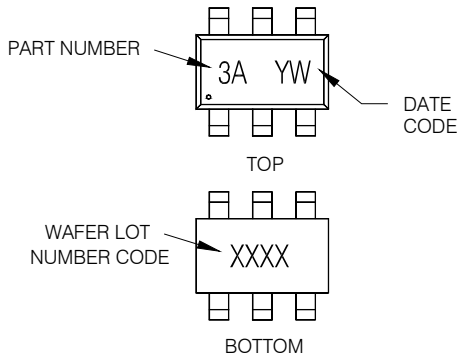 PART NUMBER
3A YW
DATE
CODE
TOP
WAFER LOT
NUMBER CODE
XXXX
BOTTOM